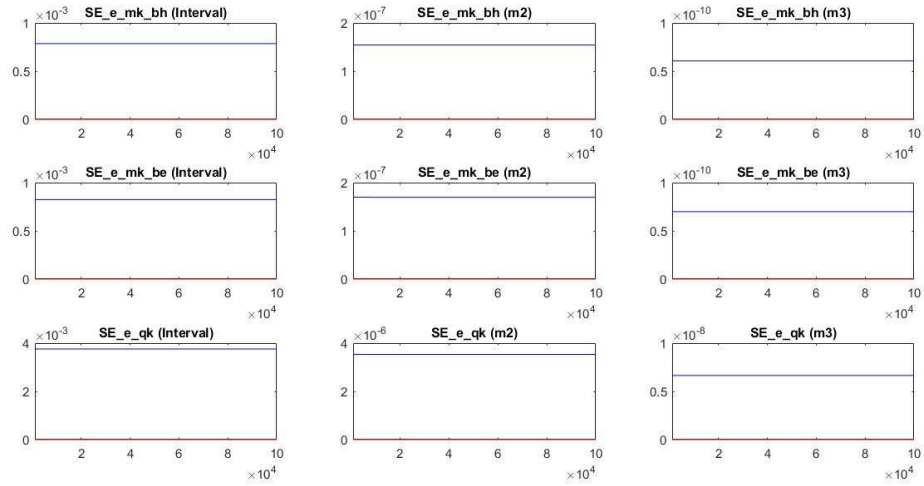 ×10⁻³ SE_e_mk_bh (Interval)
1
0.5
0
2 4 6 8 10
×10⁴
×10⁻⁷ SE_e_mk_bh (m2)
2
1
0
2 4 6 8 10
×10⁴
×10⁻¹⁰ SE_e_mk_bh (m3)
1
0.5
0
2 4 6 8 10
×10⁴
×10⁻³ SE_e_mk_be (Interval)
1
0.5
0
2 4 6 8 10
×10⁴
×10⁻⁷ SE_e_mk_be (m2)
2
1
0
2 4 6 8 10
×10⁴
×10⁻¹⁰ SE_e_mk_be (m3)
1
0.5
0
2 4 6 8 10
×10⁴
×10⁻³ SE_e_qk (Interval)
4
2
0
2 4 6 8 10
×10⁴
×10⁻⁶ SE_e_qk (m2)
4
2
0
2 4 6 8 10
×10⁴
×10⁻⁸ SE_e_qk (m3)
1
0.5
0
2 4 6 8 10
×10⁴